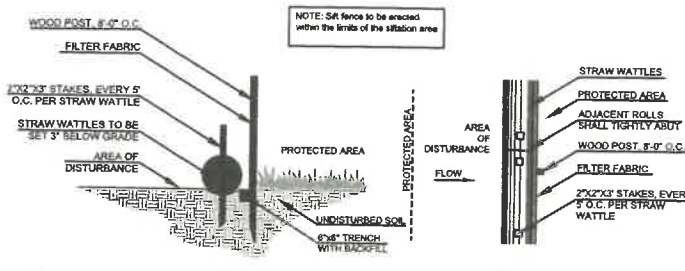 NOTE: Silt fence to be erected
within the limits of the siltation area
WOOD POST, 8'-0" O.C.
FILTER FABRIC
2"X2"X3' STAKES, EVERY 5'
O.C. PER STRAW WATTLE
STRAW WATTLES TO BE
SET 3" BELOW GRADE
AREA OF
DISTURBANCE
PROTECTED AREA
UNDISTURBED SOIL
6"x6" TRENCH
WITH BACKFILL
PROTECTED AREA
AREA
OF
DISTURBANCE
FLOW
STRAW WATTLES
PROTECTED AREA
ADJACENT ROLLS
SHALL TIGHTLY ABUT
WOOD POST, 8'-0" O.C.
FILTER FABRIC
2"X2"X3' STAKES, EVER
5' O.C. PER STRAW
WATTLE